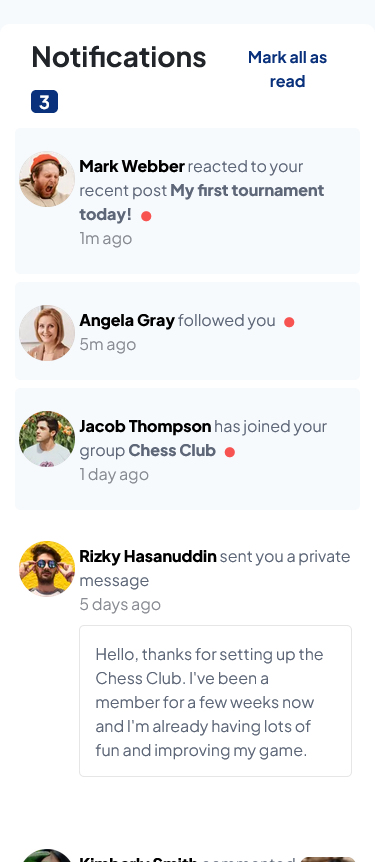 Notifications
Mark all as
read
3
Mark Webber reacted to your
recent post My first tournament
today!
1m ago
Angela Gray followed you
5m ago
Jacob Thompson has joined your
group Chess Club
1 day ago
Rizky Hasanuddin sent you a private
message
5 days ago
Hello, thanks for setting up the
Chess Club. I've been a
member for a few weeks now
and I'm already having lots of
fun and improving my game.
Kimberly Smith commented